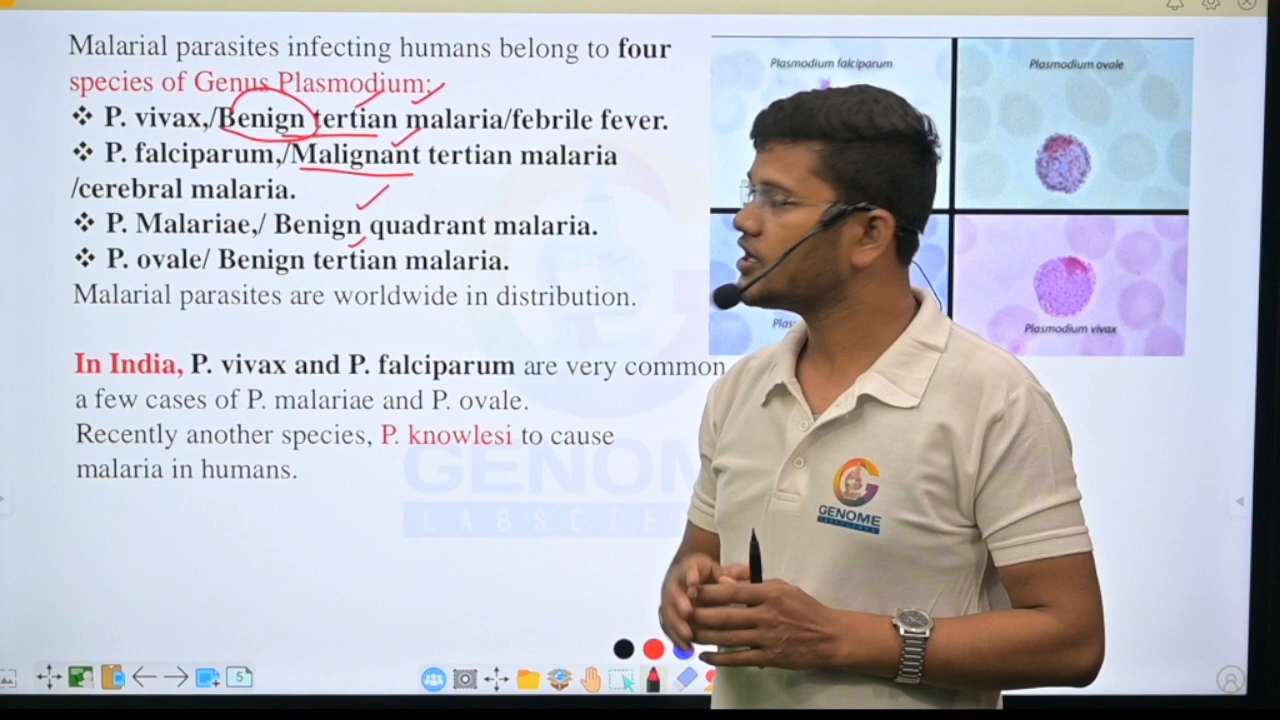 Malarial parasites infecting humans belong to four
species of Genus Plasmodium:
❖ P. vivax,/Benign tertian malaria/febrile fever.
❖ P. falciparum,/Malignant tertian malaria
/cerebral malaria.
❖ P. Malariae,/ Benign quadrant malaria.
❖ P. ovale/ Benign tertian malaria.
Malarial parasites are worldwide in distribution.
In India, P. vivax and P. falciparum are very common
a few cases of P. malariae and P. ovale.
Recently another species, P. knowlesi to cause
malaria in humans.
Plasmodium falciparum
Plasmodium ovale
Plasmodium vivax
GENOME
5